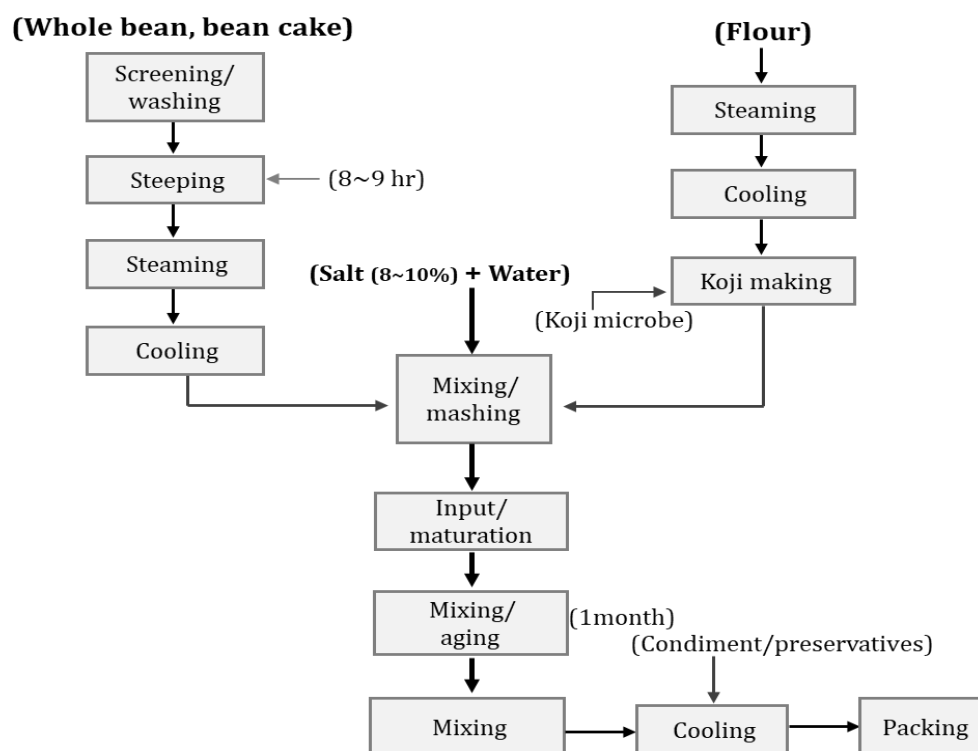 (Whole bean, bean cake)
Screening/
washing
Steeping
(8~9 hr)
Steaming
Cooling
(Flour)
Steaming
Cooling
Koji making
(Koji microbe)
(Salt (8~10%) + Water)
Mixing/
mashing
Input/
maturation
Mixing/
aging
(1month)
(Condiment/preservatives)
Mixing
Cooling
Packing